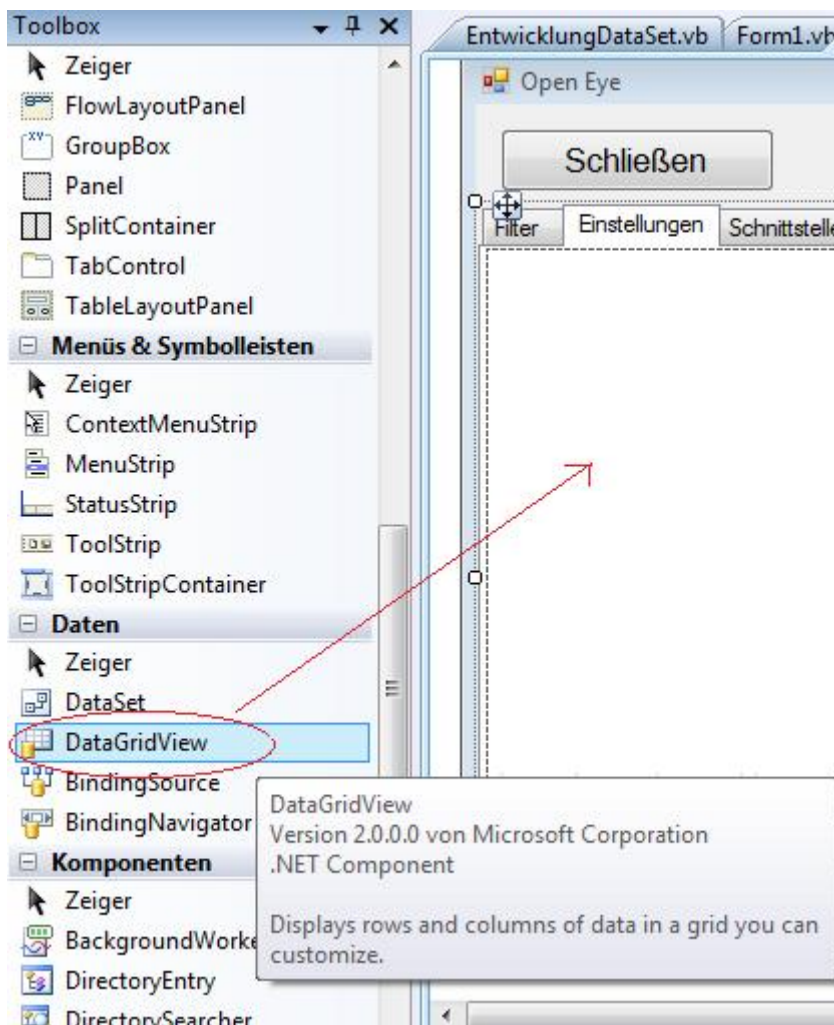 Toolbox
Zeiger
FlowLayoutPanel
GroupBox
Panel
SplitContainer
TabControl
TableLayoutPanel
Menüs & Symbolleisten
Zeiger
ContextMenuStrip
MenuStrip
StatusStrip
ToolStrip
ToolStripContainer
Daten
Zeiger
DataSet
DataGridView
BindingSource
BindingNavigator
Komponenten
Zeiger
BackgroundWorke
DirectoryEntry
DirectorySearcher
EntwicklungDataSet.vb Form1.vb
Open Eye
Schließen
Filter Einstellungen Schnittstelle
DataGridView
Version 2.0.0.0 von Microsoft Corporation
.NET Component
Displays rows and columns of data in a grid you can
customize.